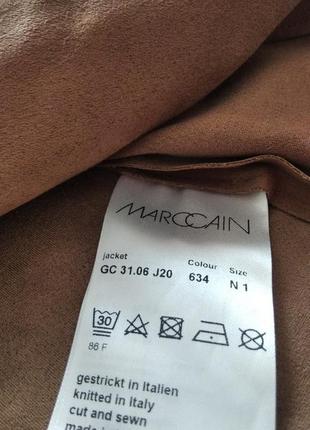 MARCCAIN
jacket Colour Size
GC 31.06 J20 634 N 1
30
86 F
gestrickt in Italien
knitted in Italy
cut and sewn